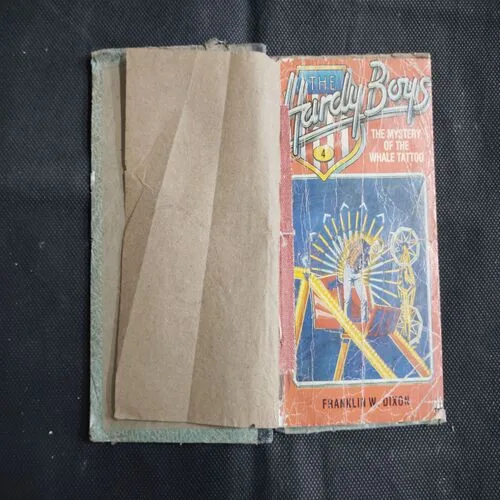 THE
Hardy Boys
4
THE MYSTERY
OF THE
WHALE TATTOO
FRANKLIN W. DIXON